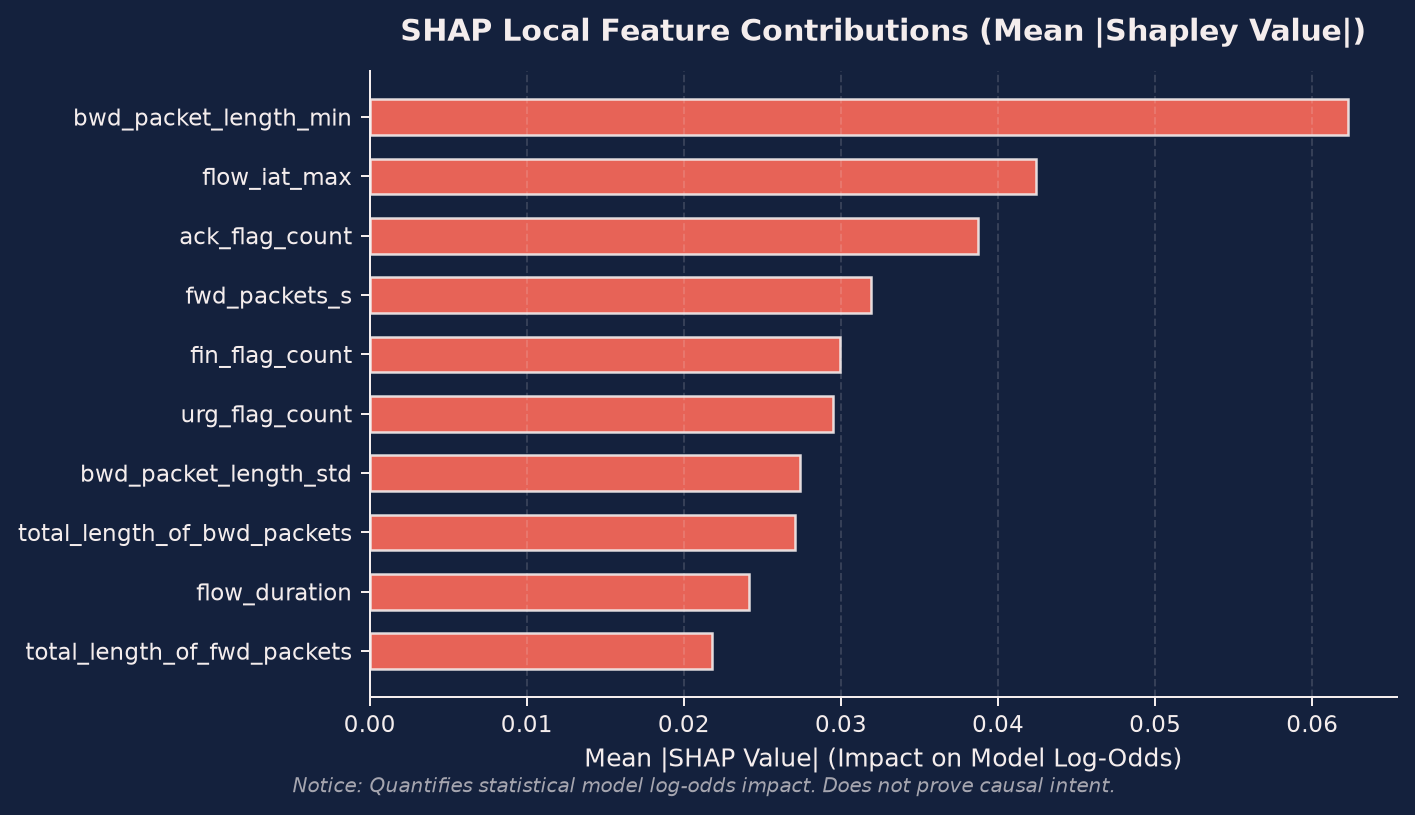 SHAP Local Feature Contributions (Mean |Shapley Value|)
bwd_packet_length_min
flow_iat_max
ack_flag_count
fwd_packets_s
fin_flag_count
urg_flag_count
bwd_packet_length_std
total_length_of_bwd_packets
flow_duration
total_length_of_fwd_packets
0.00 0.01 0.02 0.03 0.04 0.05 0.06
Mean |SHAP Value| (Impact on Model Log-Odds)
Notice: Quantifies statistical model log-odds impact. Does not prove causal intent.